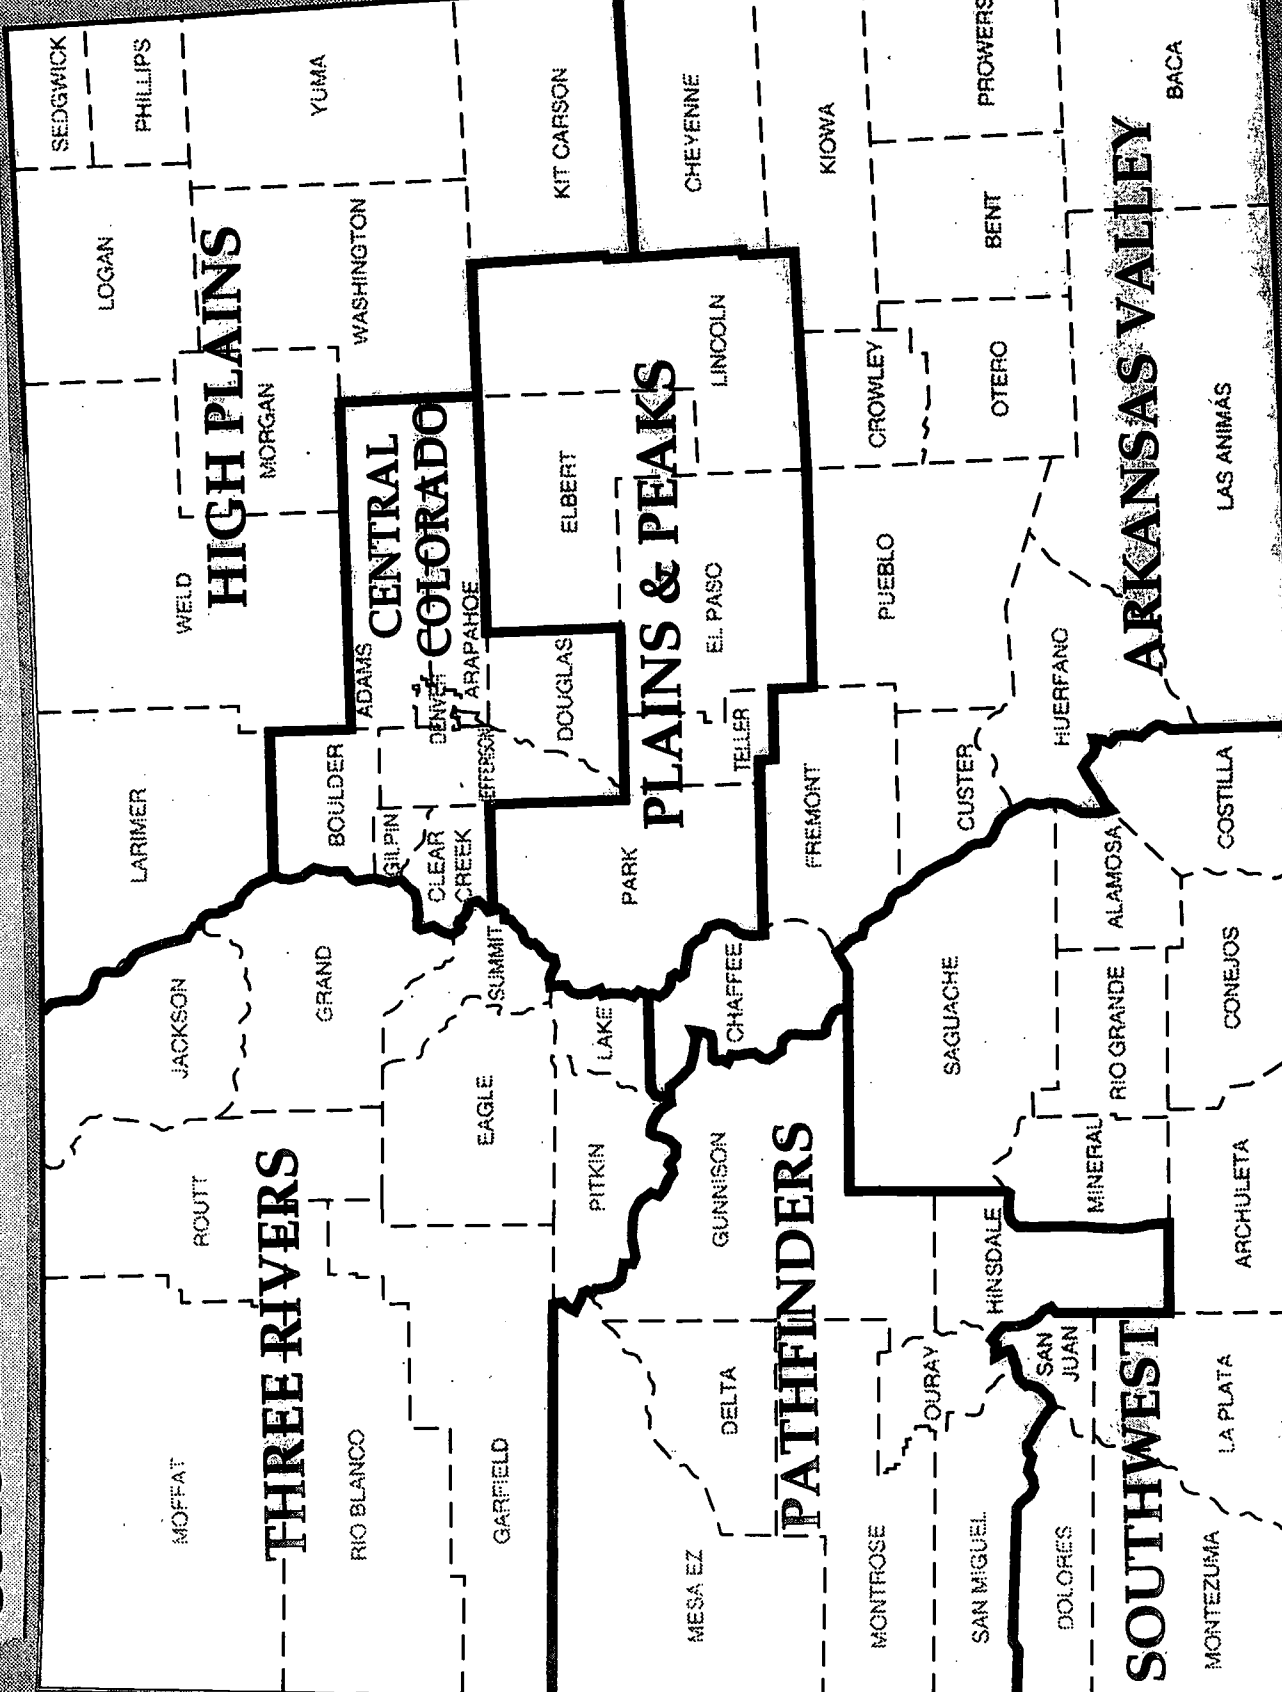 SEDGWICK
PHILLIPS
YUMA
KIT CARSON
CHEYENNE
KIOWA
PROWERS
BACA
LOGAN
HIGH PLAINS
WASHINGTON
MORGAN
WELD
LINCOLN
BENT
ARKANSAS VALLEY
CENTRAL
COLORADO
ELBERT
PLAINS & PEAKS
EL PASO
CROWLEY
OTERO
LAS ANIMAS
PUEBLO
HUERFANO
ADAMS
DENVER
ARAPAHOE
DOUGLAS
JEFFERSON
TELLER
LARIMER
BOULDER
GILPIN
CLEAR
CREEK
PARK
FREMONT
CUSTER
COSTILLA
ALAMOSA
JACKSON
GRAND
SUMMIT
LAKE
CHAFFEE
SAGUACHE
RIO GRANDE
CONEJOS
ROUTT
THREE RIVERS
EAGLE
PITKIN
GUNNISON
PATHFINDERS
HINSDALE
MINERAL
ARCHULETA
MOFFAT
RIO BLANCO
GARFIELD
MESA EZ
DELTA
MONTROSE
OURAY
SAN MIGUEL
SAN
JUAN
DOLORES
SOUTHWEST
MONTEZUMA
LA PLATA